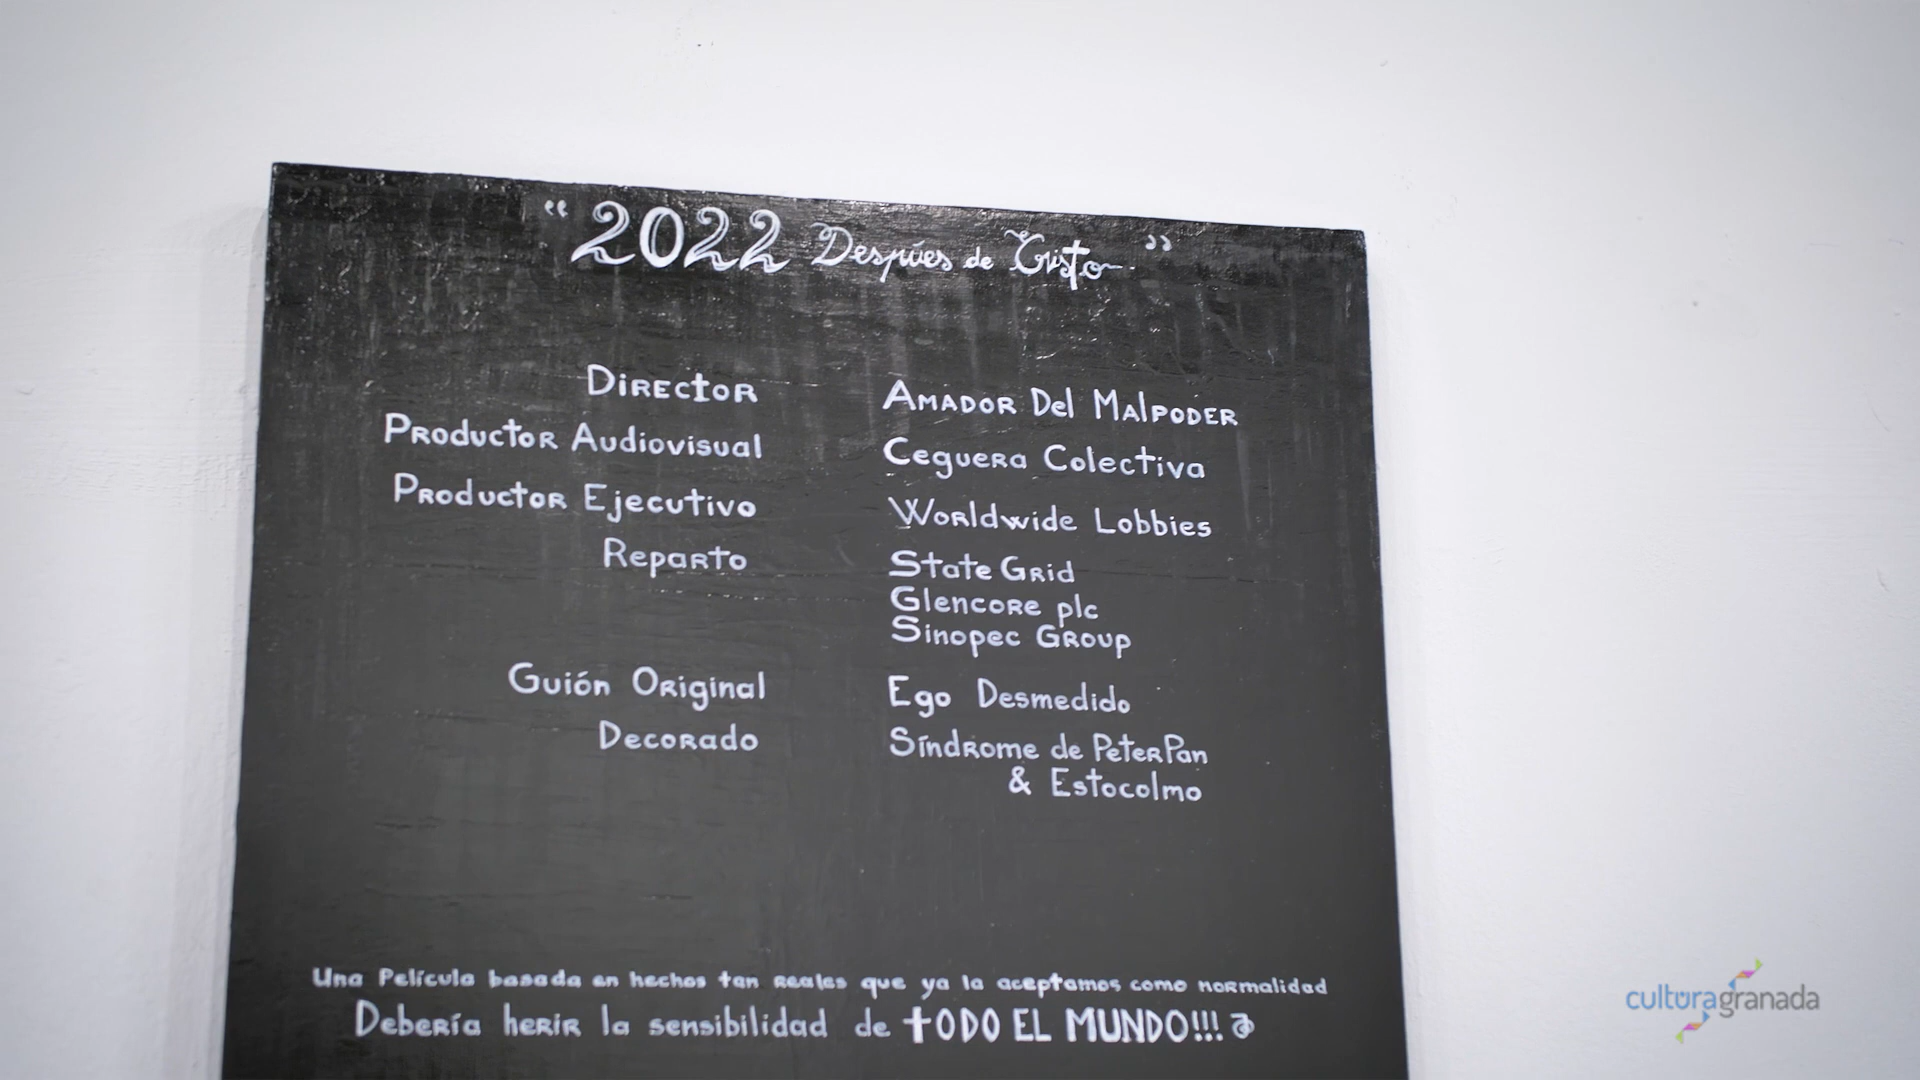 “2022 Despúes de Cristo”
Director Amador Del Malpoder
Productor Audiovisual Ceguera Colectiva
Productor Ejecutivo Worldwide Lobbies
Reparto State Grid
Glencore plc
Sinopec Group
Guión Original Ego Desmedido
Decorado Síndrome de PeterPan
& Estocolmo
Una Película basada en hechos tan reales que ya la aceptamos como normalidad
Debería herir la sensibilidad de TODO EL MUNDO!!!
culturagranada